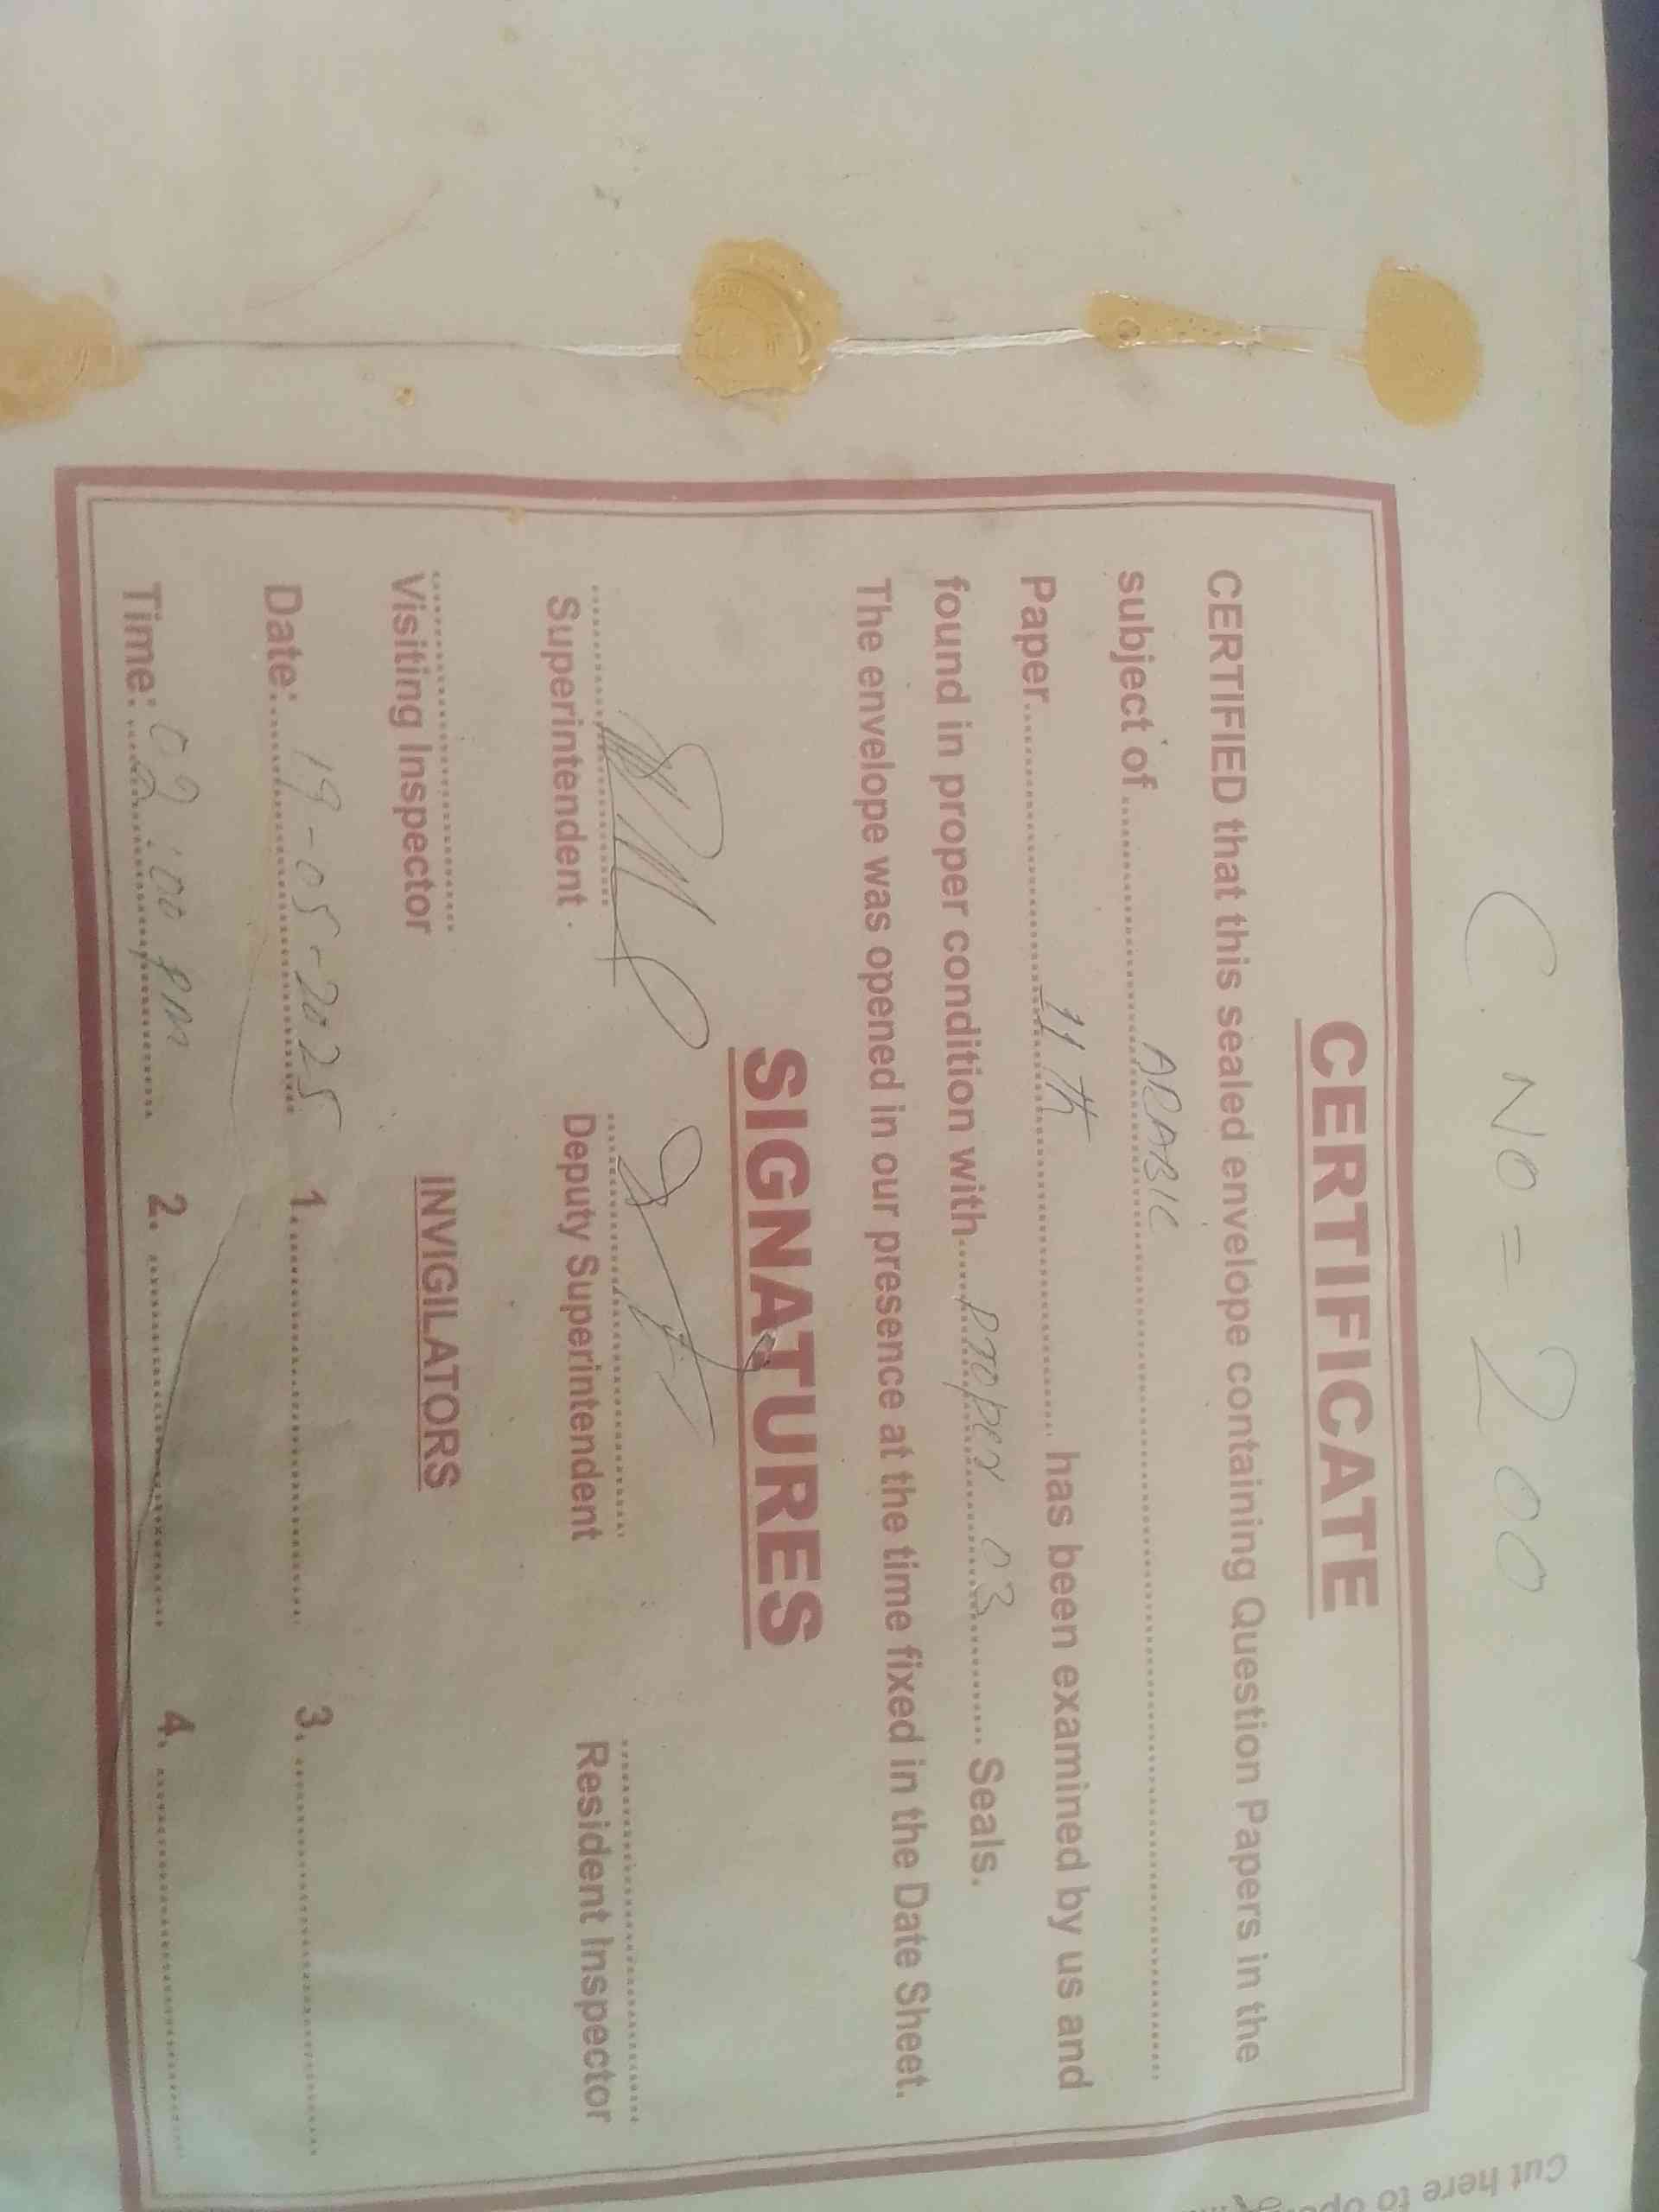 C. No = 200
CERTIFICATE
CERTIFIED that this sealed envelope containing Question Papers in the
subject of ARABIC
Paper 11th has been examined by us and
found in proper condition with proper 03 Seals.
The envelope was opened in our presence at the time fixed in the Date Sheet.
SIGNATURES
Superintendent Deputy Superintendent Resident Inspector
Visiting Inspector INVIGILATORS
Date: 19-05-2025 1. 3.
Time: 02:00 pm 2. 4.
Cut here to